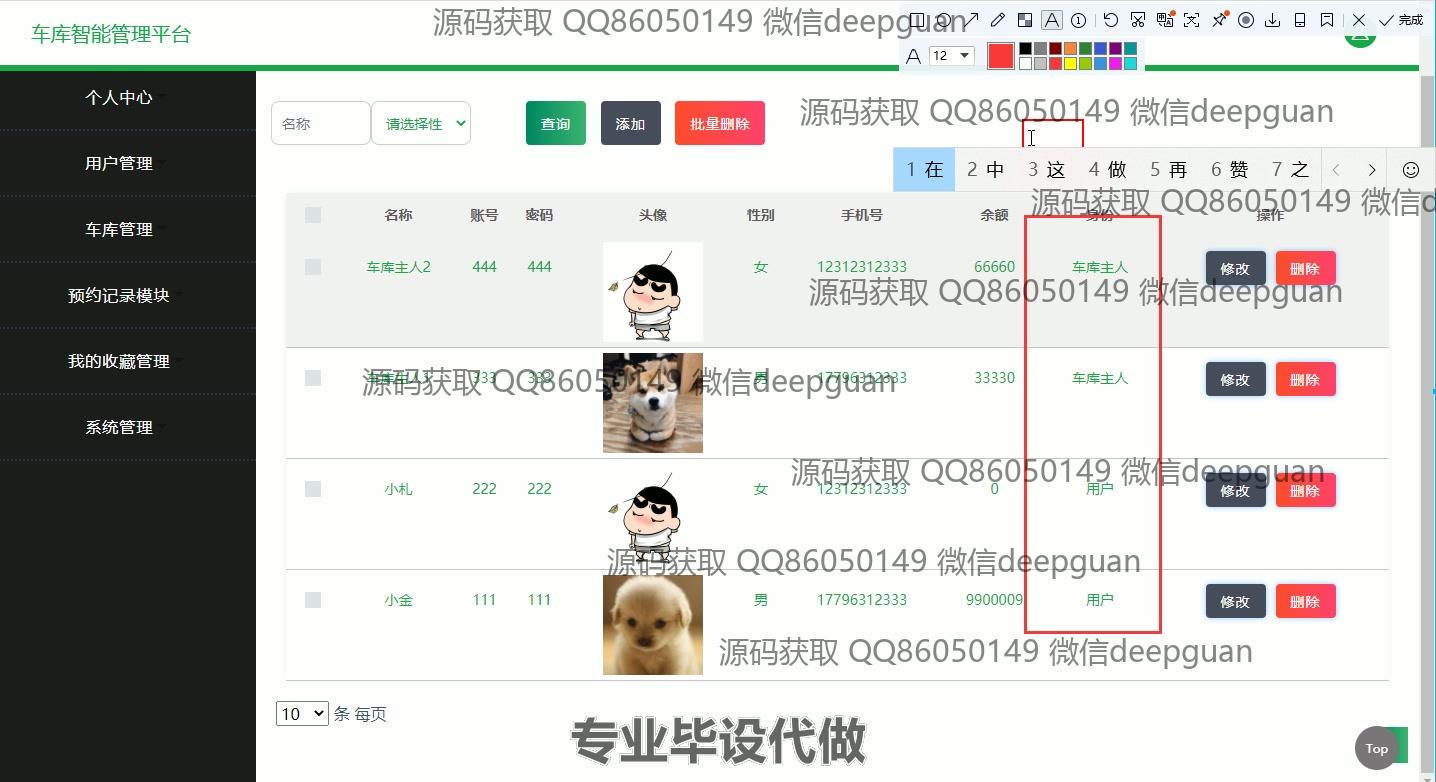 车库智能管理平台
源码获取 QQ86050149 微信deepguan
完成
12
个人中心
用户管理
车库管理
预约记录模块
我的收藏管理
系统管理
名称 请选择性 查询 添加 批量删除
源码获取 QQ86050149 微信deepguan
1 在 2 中 3 这 4 做 5 再 6 赞 7 之
源码获取 QQ86050149 微信d
名称 账号 密码 头像 性别 手机号 余额 身份 操作
车库主人2 444 444 女 12312312333 66660 车库主人 修改 删除
源码获取 QQ86050149 微信deepguan
333 男 17796312333 33330 车库主人 修改 删除
源码获取 QQ86050149 微信deepguan
源码获取 QQ86050149 微信deepguan
小札 222 222 女 12312312333 0 用户 修改 删除
源码获取 QQ86050149 微信deepguan
小金 111 111 男 17796312333 9900009 用户 修改 删除
源码获取 QQ86050149 微信deepguan
10 条 每页
专业毕设代做
Top